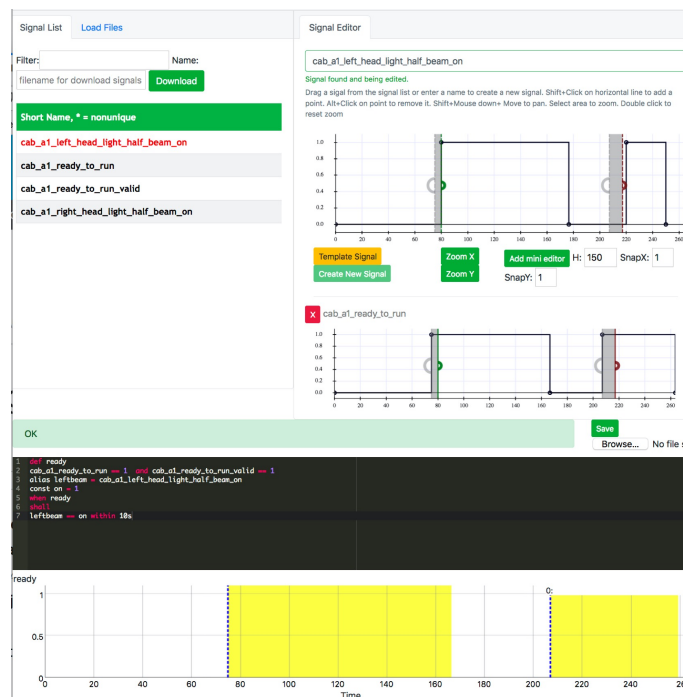 Signal List Load Files
Filter: Name:
filename for download signals Download
Short Name, * = nonunique
cab_a1_left_head_light_half_beam_on
cab_a1_ready_to_run
cab_a1_ready_to_run_valid
cab_a1_right_head_light_half_beam_on
Signal Editor
cab_a1_left_head_light_half_beam_on
Signal found and being edited.
Drag a sigal from the signal list or enter a name to create a new signal. Shift+Click on horizontal line to add a
point. Alt+Click on point to remove it. Shift+Mouse down+ Move to pan. Select area to zoom. Double click to
reset zoom
1.0
0.8
0.6
0.4
0.2
0.0
0 20 40 60 80 100 120 140 160 180 200 220 240 260
Template Signal Zoom X Add mini editor H: 150 SnapX: 1
Create New Signal Zoom Y SnapY: 1
X cab_a1_ready_to_run
1.0
0.8
0.6
0.4
0.2
0.0
0 20 40 60 80 100 120 140 160 180 200 220 240 260
OK
Save
Browse... No file
1 def ready
2 cab_a1_ready_to_run == 1 and cab_a1_ready_to_run_valid == 1
3 alias leftbeam = cab_a1_left_head_light_half_beam_on
4 const on = 1
5 when ready
6 shall
7 leftbeam == on within 10s
ready
0:
1
0.5
0
0 20 40 60 80 100 120 140 160 180 200 220 240
Time